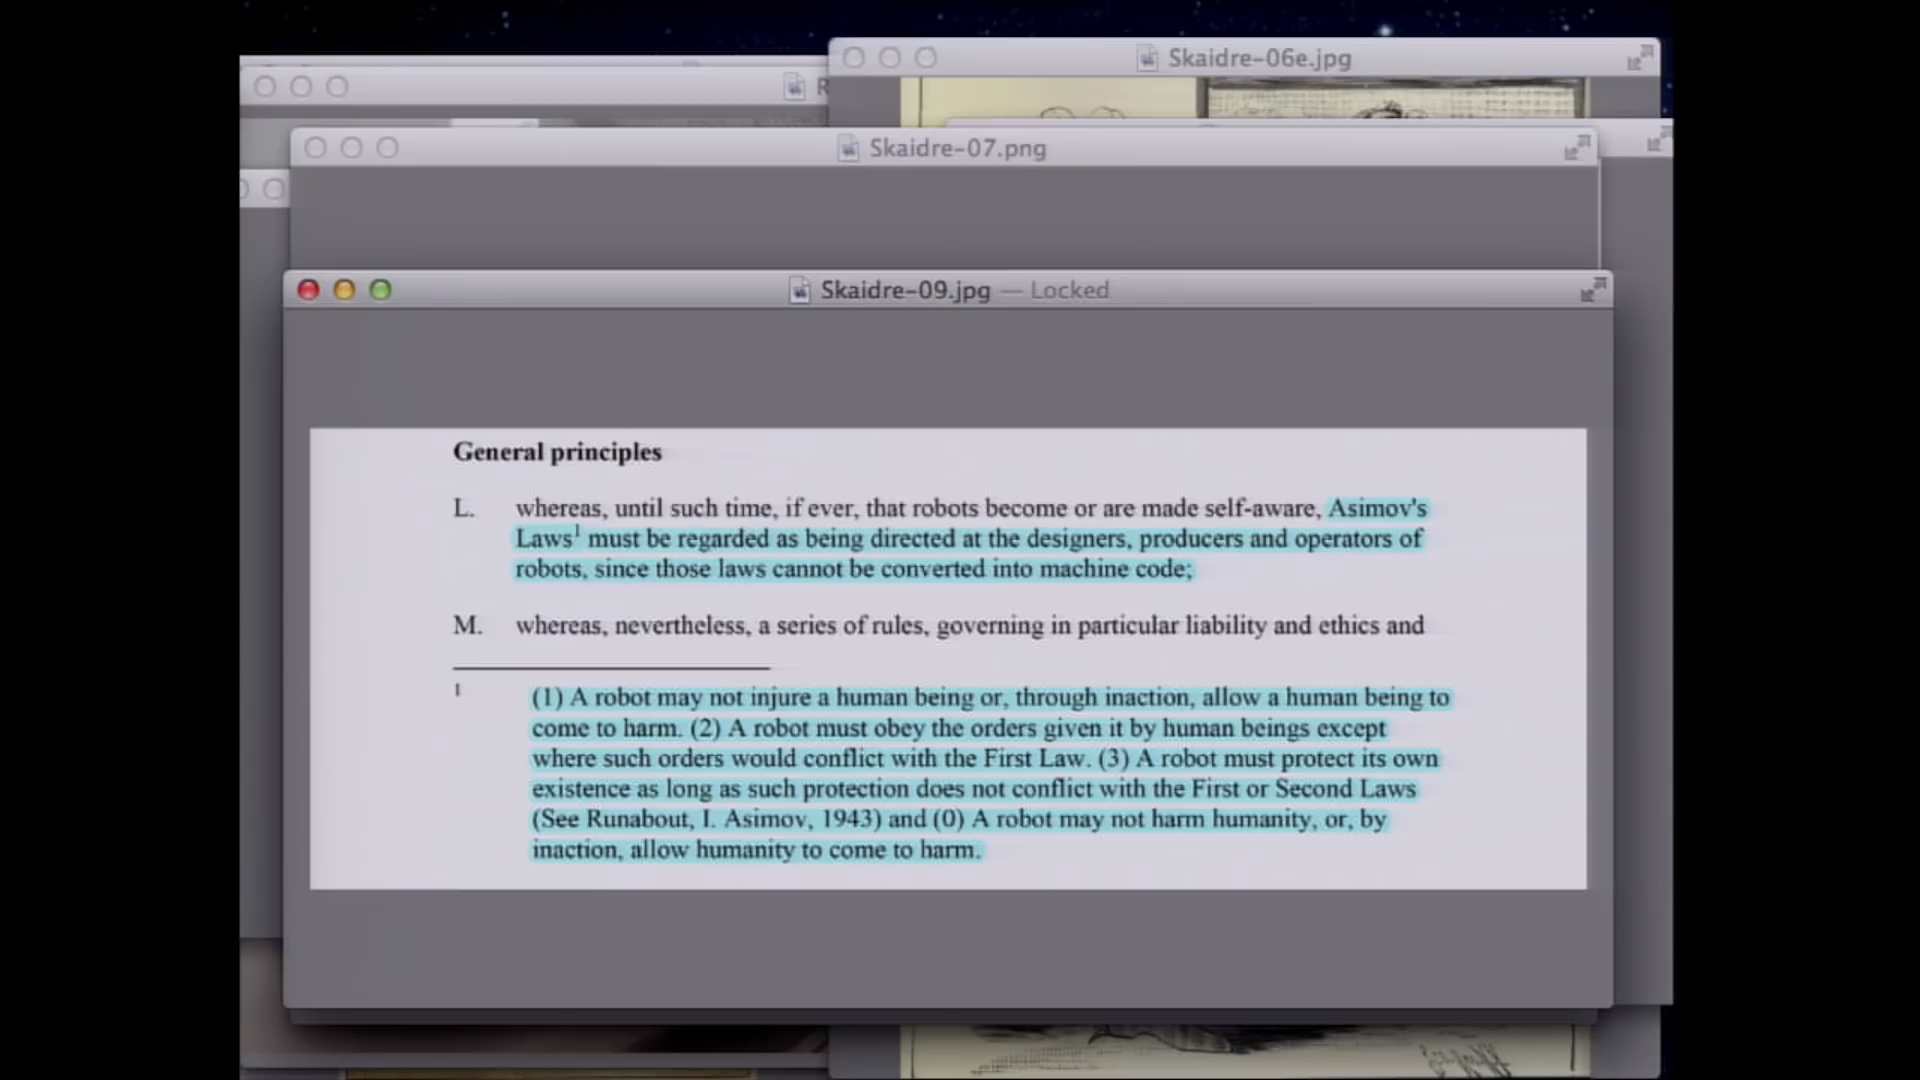 Skaidre-06e.jpg
R
Skaidre-07.png
Skaidre-09.jpg — Locked
General principles
L. whereas, until such time, if ever, that robots become or are made self-aware, Asimov's
Laws¹ must be regarded as being directed at the designers, producers and operators of
robots, since those laws cannot be converted into machine code;
M. whereas, nevertheless, a series of rules, governing in particular liability and ethics and
1 (1) A robot may not injure a human being or, through inaction, allow a human being to
come to harm. (2) A robot must obey the orders given it by human beings except
where such orders would conflict with the First Law. (3) A robot must protect its own
existence as long as such protection does not conflict with the First or Second Laws
(See Runabout, I. Asimov, 1943) and (0) A robot may not harm humanity, or, by
inaction, allow humanity to come to harm.